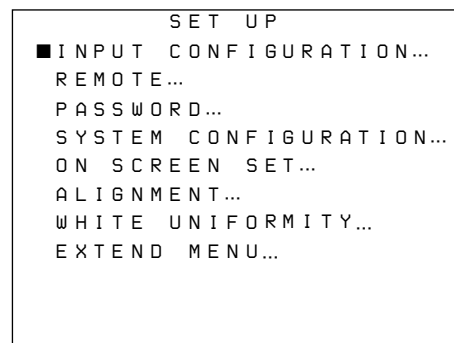 SET UP
■INPUT CONFIGURATION…
REMOTE…
PASSWORD…
SYSTEM CONFIGURATION…
ON SCREEN SET…
ALIGNMENT…
WHITE UNIFORMITY…
EXTEND MENU…